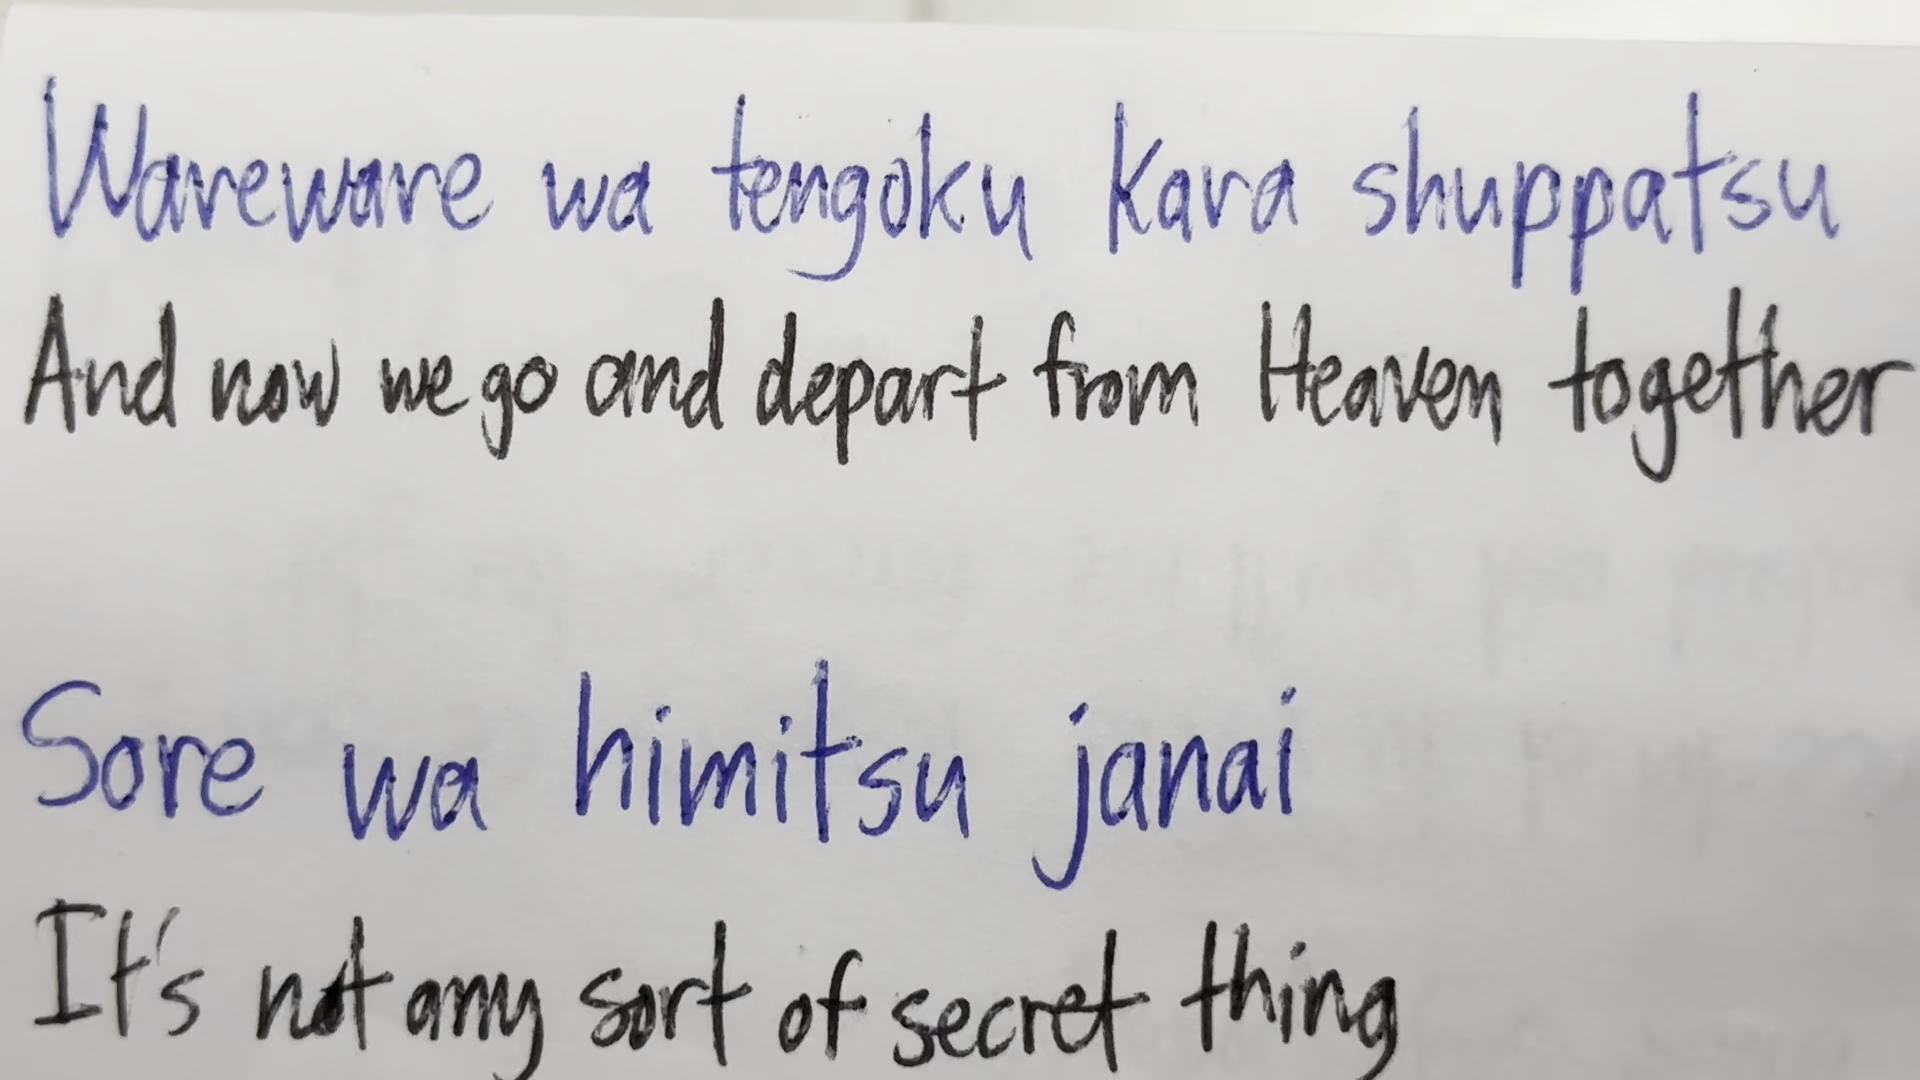 Wareware wa tengoku kara shuppatsu
And now we go and depart from Heaven together
Sore wa himitsu janai
It's not any sort of secret thing